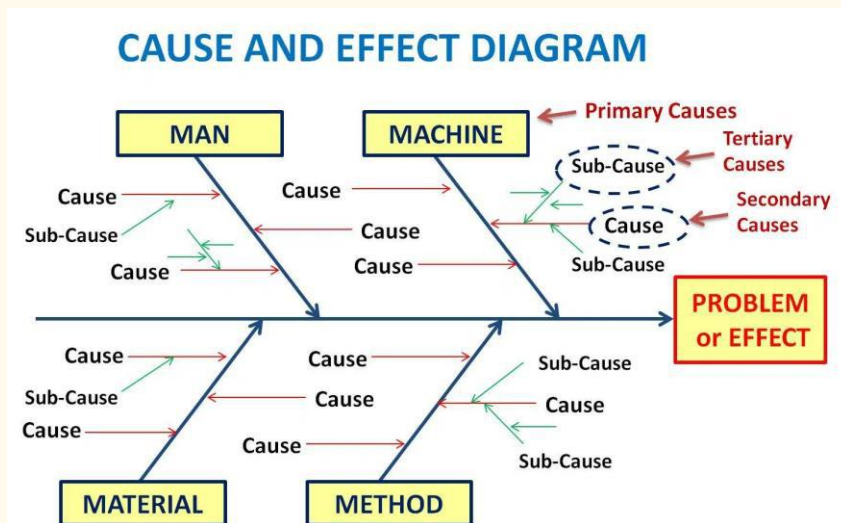 CAUSE AND EFFECT DIAGRAM
MAN
MACHINE
Primary Causes
Tertiary
Causes
Sub-Cause
Cause
Cause
Secondary
Causes
Sub-Cause
Cause
Cause
Cause
Cause
Sub-Cause
PROBLEM
or EFFECT
Cause
Cause
Sub-Cause
Sub-Cause
Cause
Cause
Cause
Cause
Cause
Sub-Cause
MATERIAL
METHOD